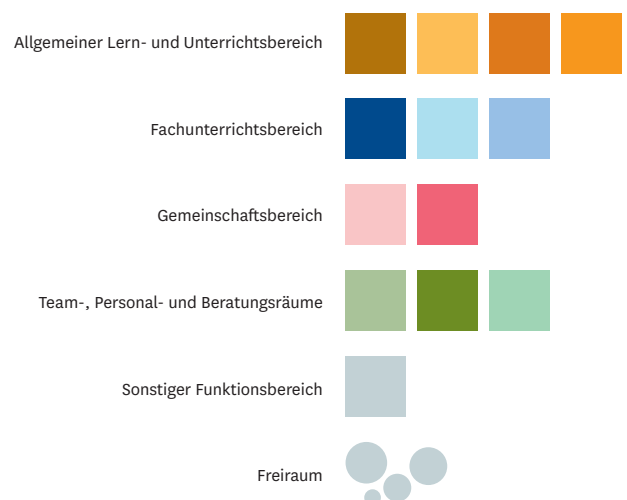 Allgemeiner Lern- und Unterrichtsbereich
Fachunterrichtsbereich
Gemeinschaftsbereich
Team-, Personal- und Beratungsräume
Sonstiger Funktionsbereich
Freiraum